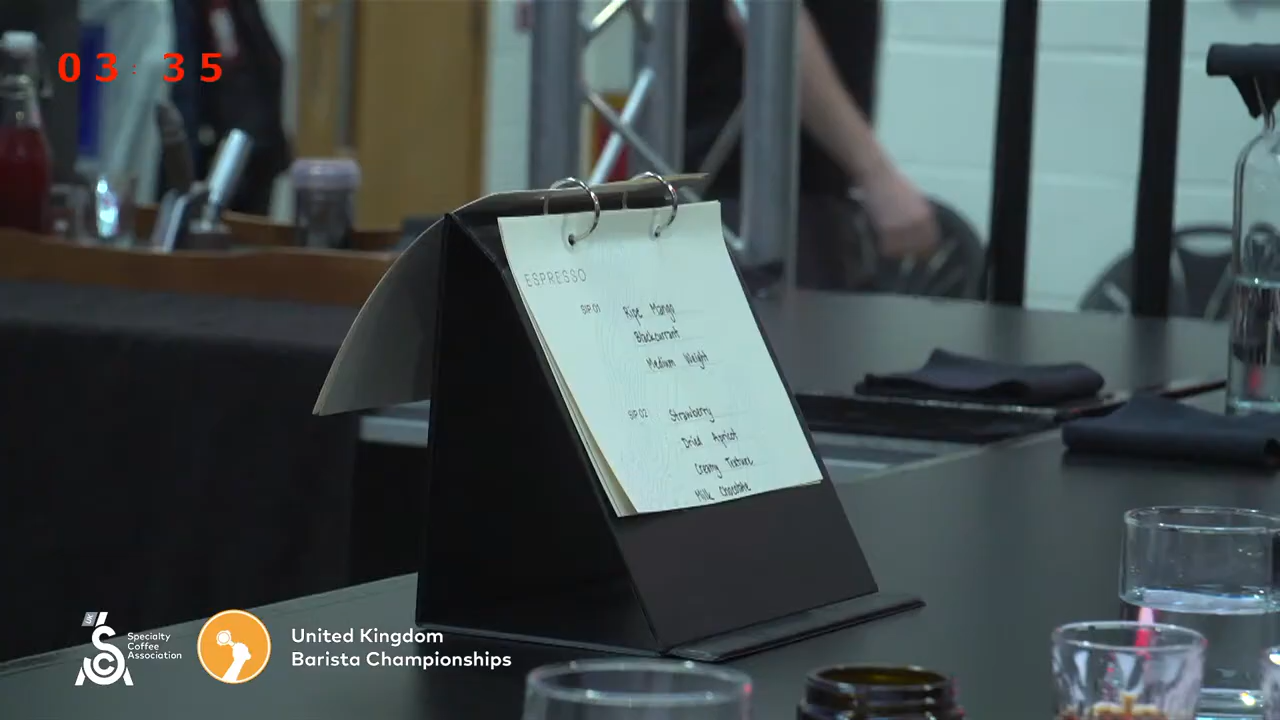 03:35
ESPRESSO
SIP 01 Ripe Mango
Blackcurrant
Medium Weight
SIP 02 Strawberry
Dried Apricot
Creamy Texture
Milk Chocolate
Specialty
Coffee
Association
United Kingdom
Barista Championships